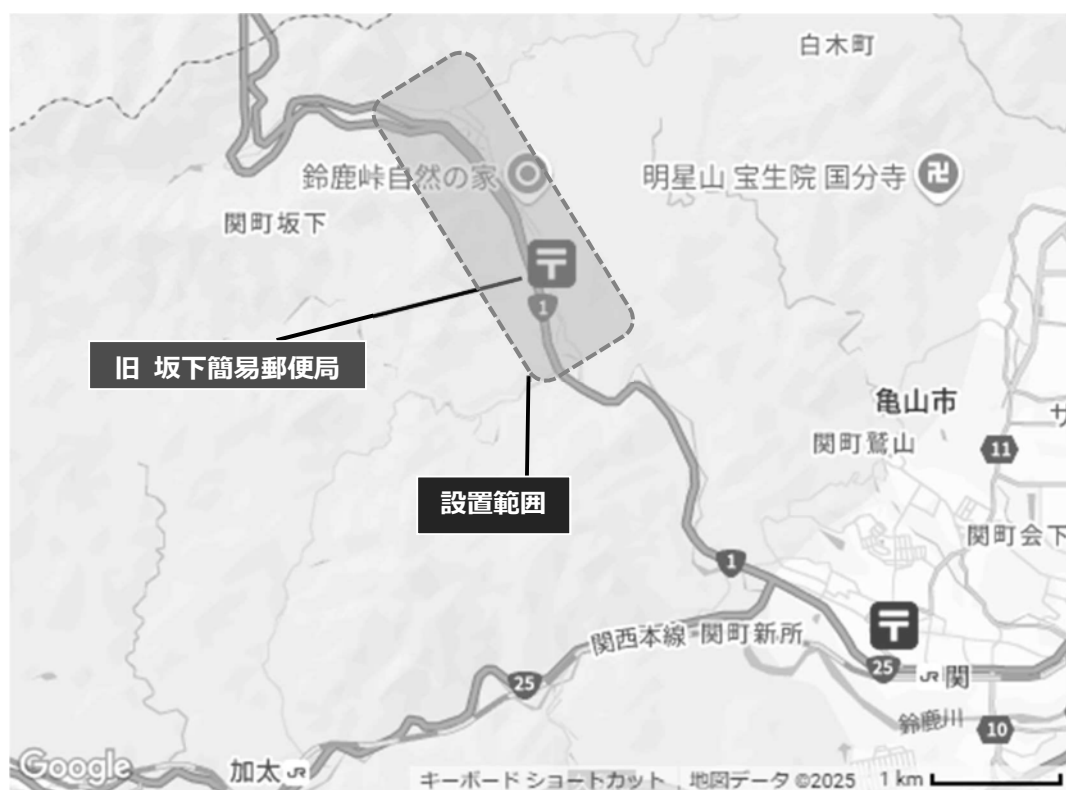 白木町
鈴鹿峠自然の家
明星山 宝生院 国分寺
関町坂下
1
旧 坂下簡易郵便局
亀山市
サ
関町鷲山
11
設置範囲
関町会下
1
関西本線
関町新所
25
JR 関
25
鈴鹿川
10
Google
加太 JR
キーボード ショートカット
地図データ ©2025
1 km